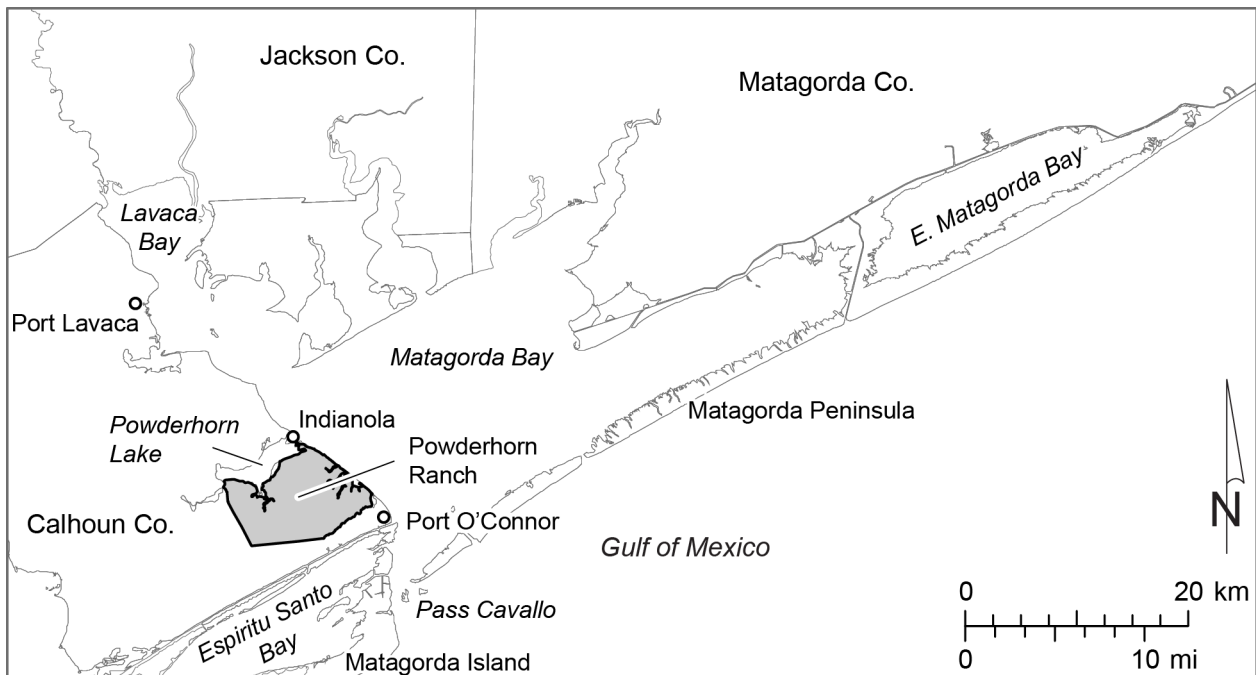 Jackson Co.
Matagorda Co.
Lavaca
Bay
E. Matagorda Bay
Port Lavaca
Matagorda Bay
Matagorda Peninsula
Indianola
Powderhorn
Lake
Powderhorn
Ranch
Calhoun Co.
Port O’Connor
Gulf of Mexico
N
Espiritu Santo
Bay
Pass Cavallo
Matagorda Island
0 20 km
0 10 mi